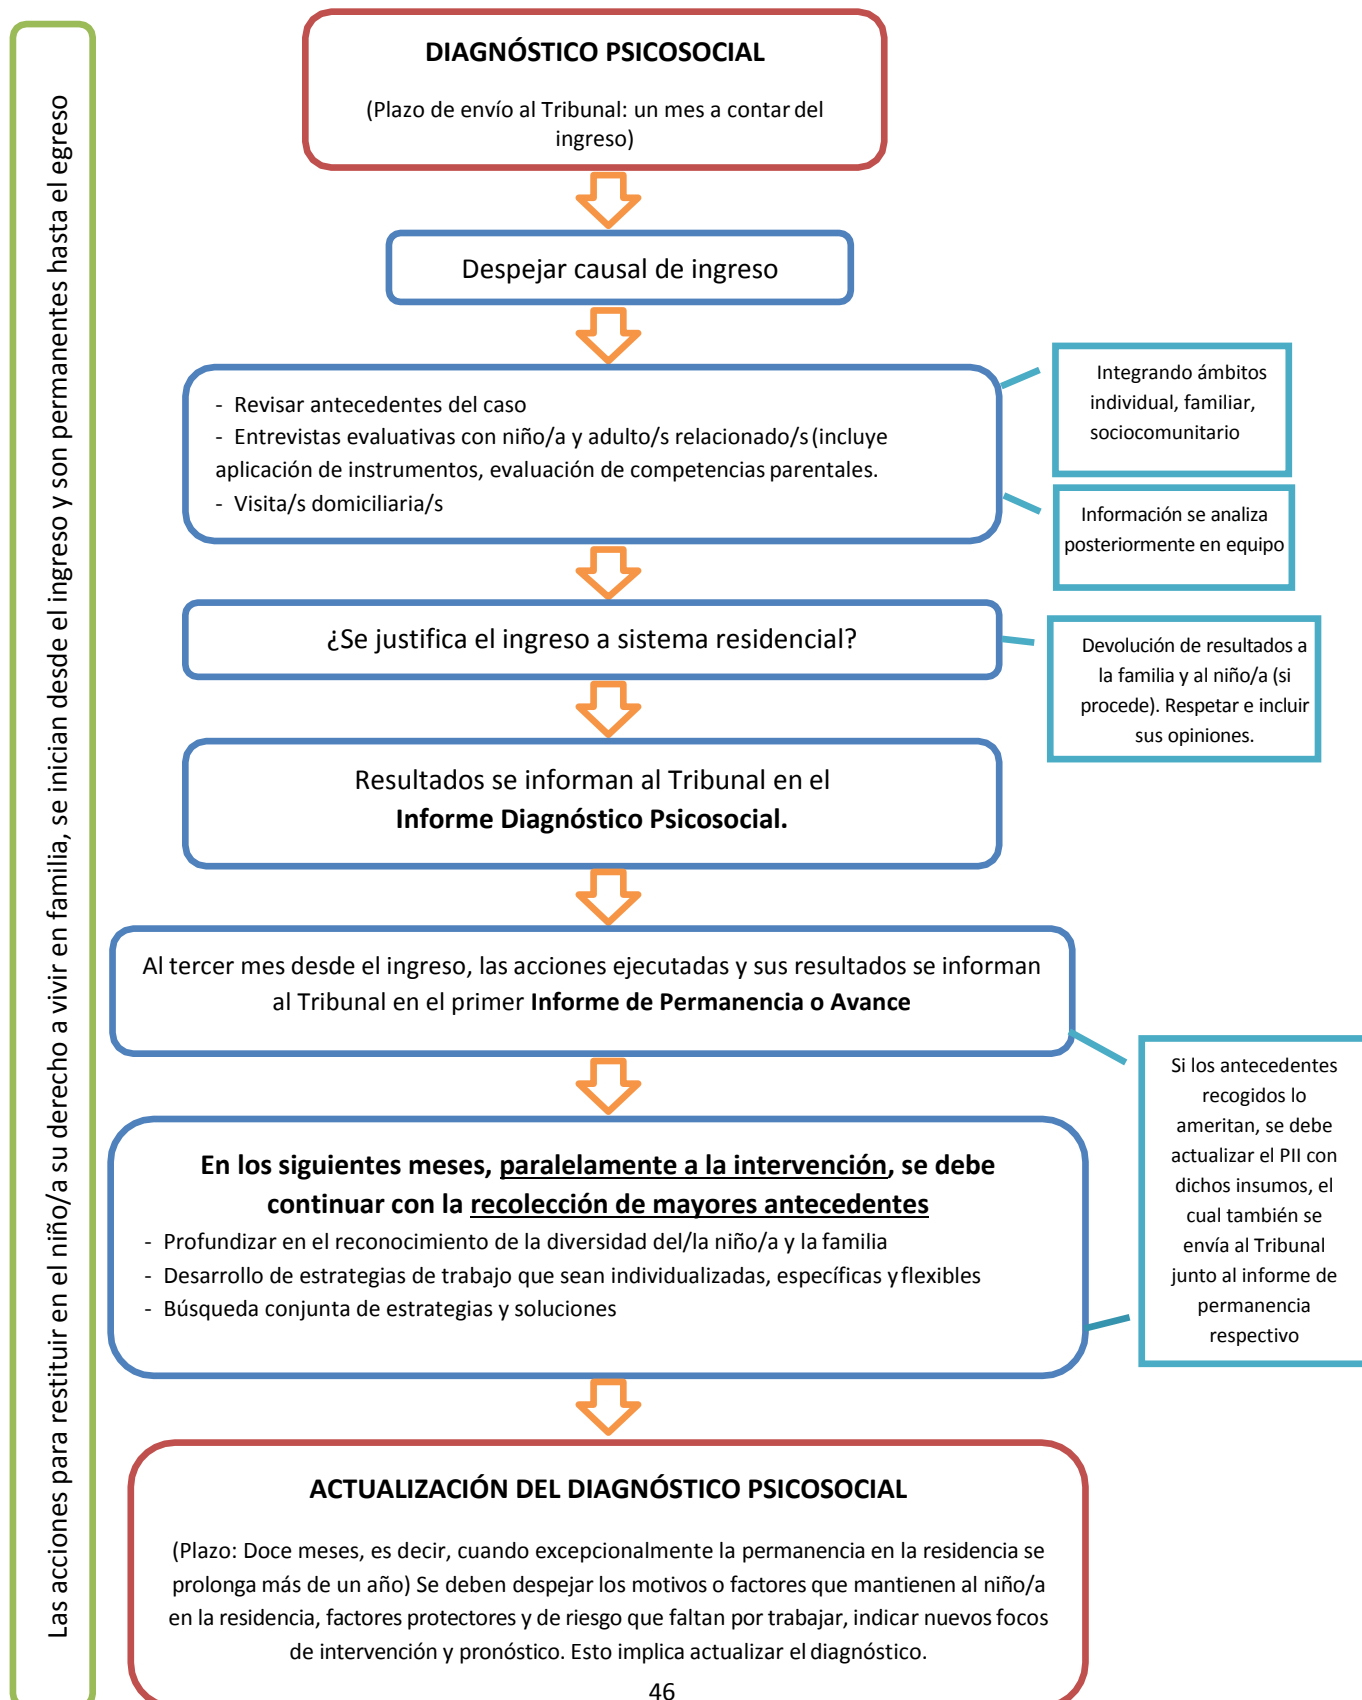 Las acciones para restituir en el niño/a su derecho a vivir en familia, se inician desde el ingreso y son permanentes hasta el egreso
DIAGNÓSTICO PSICOSOCIAL
(Plazo de envío al Tribunal: un mes a contar del
ingreso)
Despejar causal de ingreso
- Revisar antecedentes del caso
- Entrevistas evaluativas con niño/a y adulto/s relacionado/s (incluye
aplicación de instrumentos, evaluación de competencias parentales.
- Visita/s domiciliaria/s
Integrando ámbitos
individual, familiar,
sociocomunitario
Información se analiza
posteriormente en equipo
¿Se justifica el ingreso a sistema residencial?
Devolución de resultados a
la familia y al niño/a (si
procede). Respetar e incluir
sus opiniones.
Resultados se informan al Tribunal en el
Informe Diagnóstico Psicosocial.
Al tercer mes desde el ingreso, las acciones ejecutadas y sus resultados se informan
al Tribunal en el primer Informe de Permanencia o Avance
Si los antecedentes
recogidos lo
ameritan, se debe
actualizar el PII con
dichos insumos, el
cual también se
envía al Tribunal
junto al informe de
permanencia
respectivo
En los siguientes meses, paralelamente a la intervención, se debe
continuar con la recolección de mayores antecedentes
- Profundizar en el reconocimiento de la diversidad del/la niño/a y la familia
- Desarrollo de estrategias de trabajo que sean individualizadas, específicas y flexibles
- Búsqueda conjunta de estrategias y soluciones
ACTUALIZACIÓN DEL DIAGNÓSTICO PSICOSOCIAL
(Plazo: Doce meses, es decir, cuando excepcionalmente la permanencia en la residencia se
prolonga más de un año) Se deben despejar los motivos o factores que mantienen al niño/a
en la residencia, factores protectores y de riesgo que faltan por trabajar, indicar nuevos focos
de intervención y pronóstico. Esto implica actualizar el diagnóstico.
46